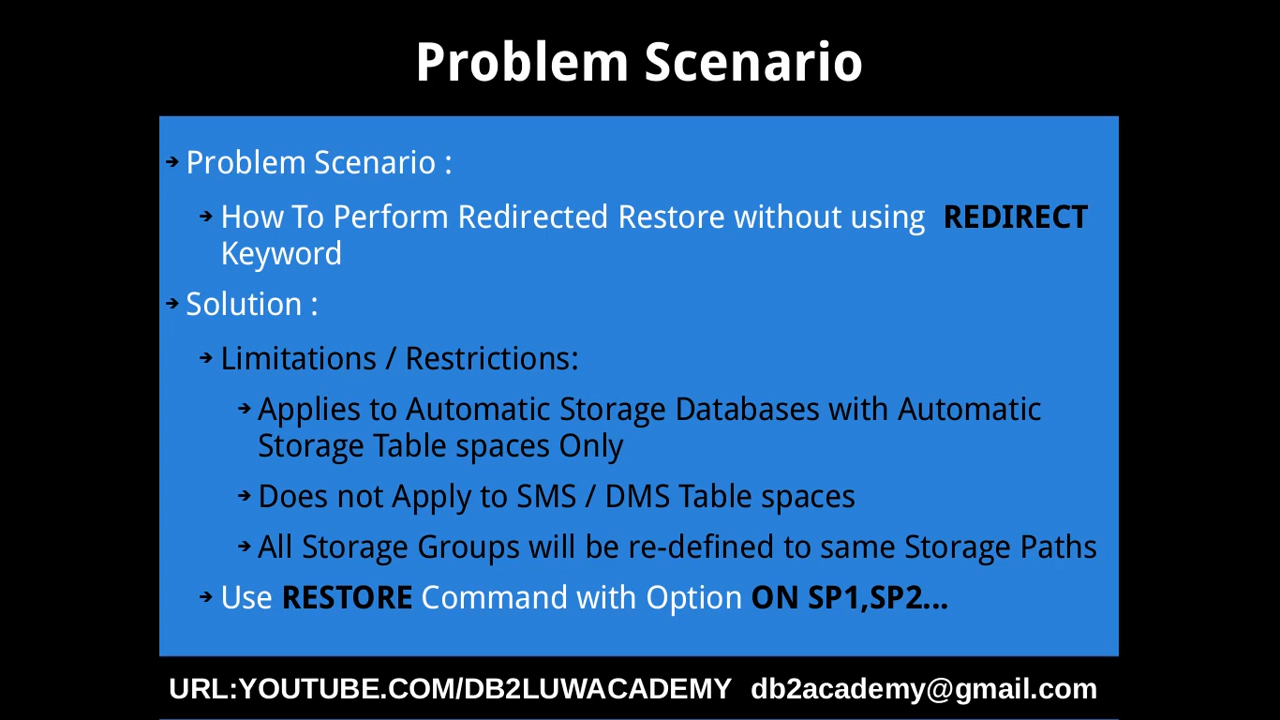 Problem Scenario
Problem Scenario :
How To Perform Redirected Restore without using REDIRECT
Keyword
Solution :
Limitations / Restrictions:
Applies to Automatic Storage Databases with Automatic
Storage Table spaces Only
Does not Apply to SMS / DMS Table spaces
All Storage Groups will be re-defined to same Storage Paths
Use RESTORE Command with Option ON SP1,SP2...
URL:YOUTUBE.COM/DB2LUWACADEMY db2academy@gmail.com